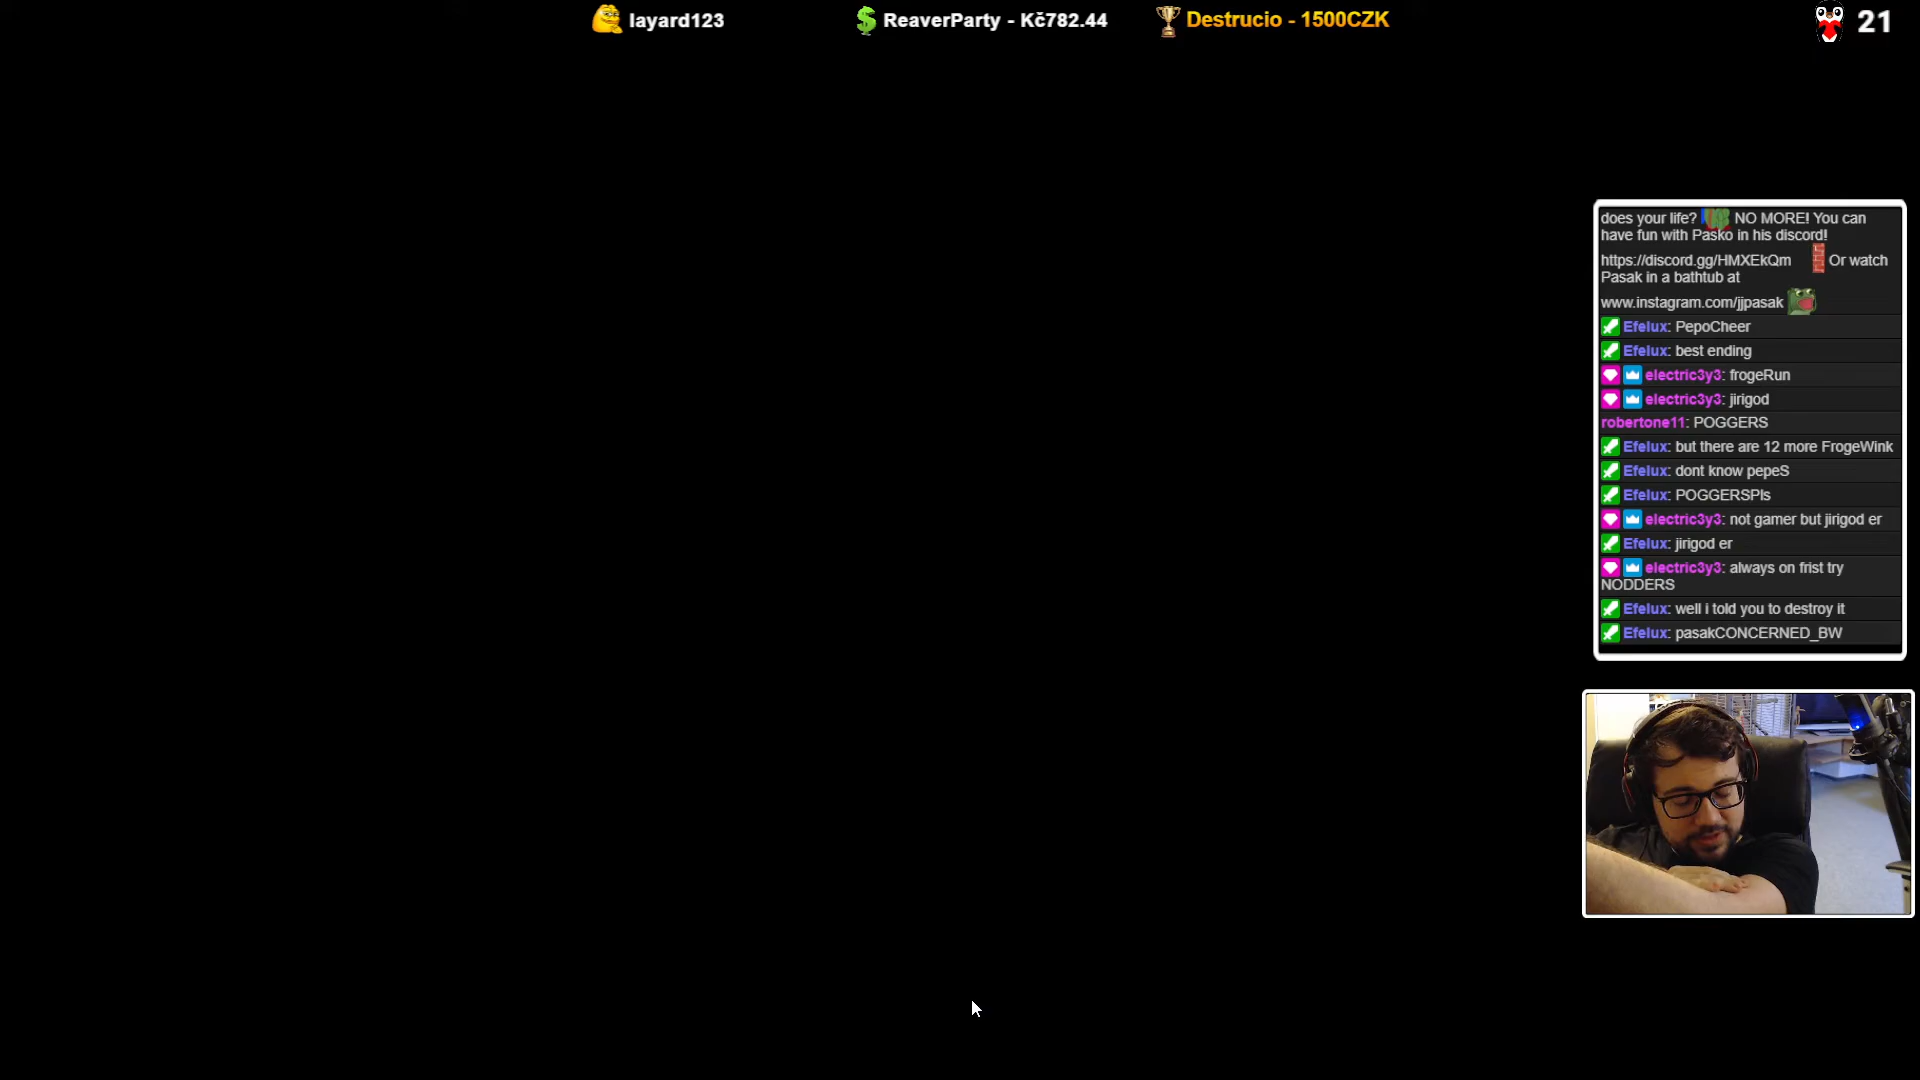 layard123
ReaverParty - Kč782.44
Destrucio - 1500CZK
21
does your life? NO MORE! You can
have fun with Pasko in his discord!
https://discord.gg/HMXEkQm Or watch
Pasak in a bathtub at
www.instagram.com/jjpasak
Efelux: PepoCheer
Efelux: best ending
electric3y3: frogeRun
electric3y3: jirigod
robertone11: POGGERS
Efelux: but there are 12 more FrogeWink
Efelux: dont know pepeS
Efelux: POGGERSPls
electric3y3: not gamer but jirigod er
Efelux: jirigod er
electric3y3: always on frist try
NODDERS
Efelux: well i told you to destroy it
Efelux: pasakCONCERNED_BW